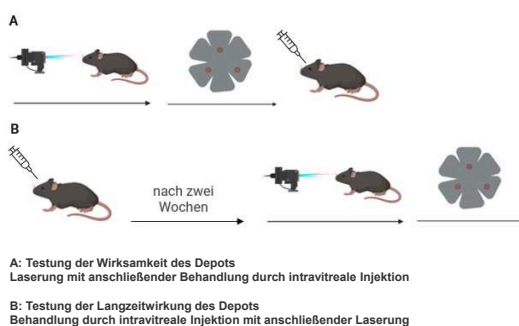 A
B
nach zwei
Wochen
A: Testung der Wirksamkeit des Depots
Laserung mit anschließender Behandlung durch intravitreale Injektion
B: Testung der Langzeitwirkung des Depots
Behandlung durch intravitreale Injektion mit anschließender Laserung